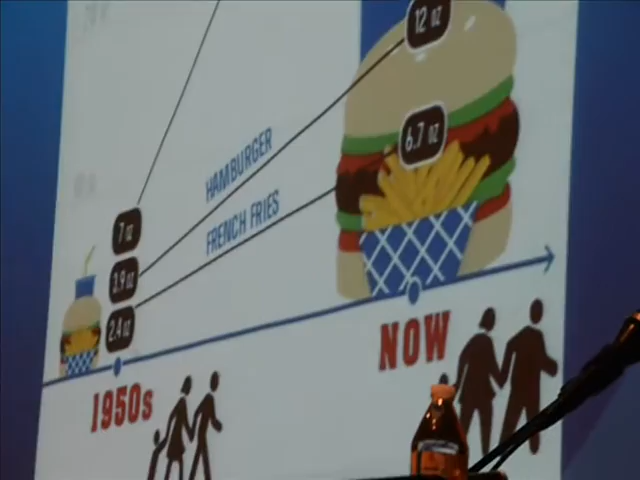 12 oz
6.7 oz
HAMBURGER
FRENCH FRIES
7 oz
3.9 oz
2.4 oz
NOW
1950s